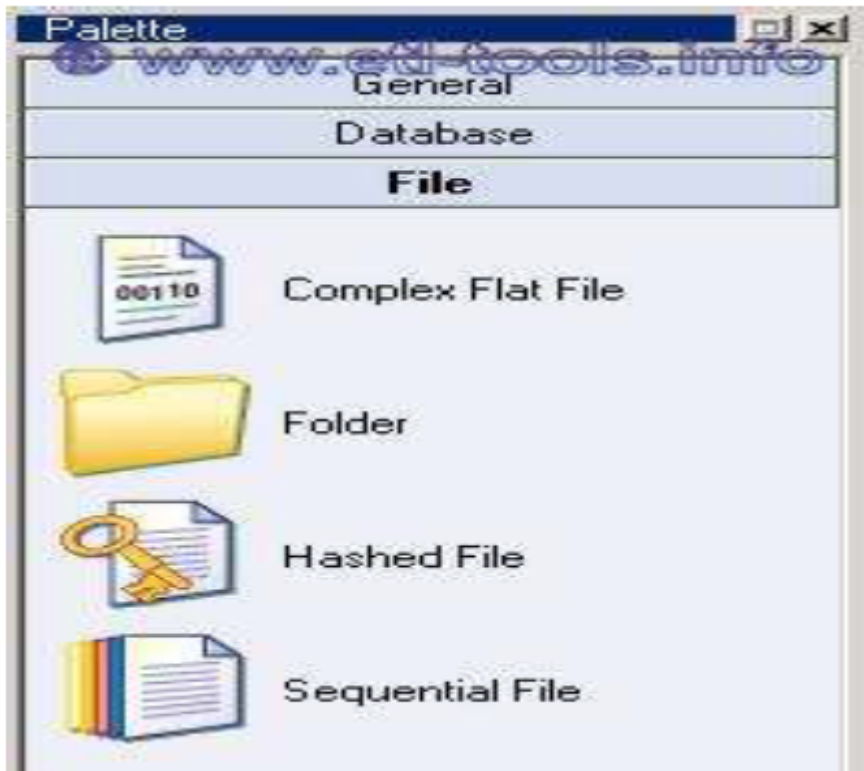 Palette
© www.etl-tools.info
General
Database
File
00110
Complex Flat File
Folder
Hashed File
Sequential File